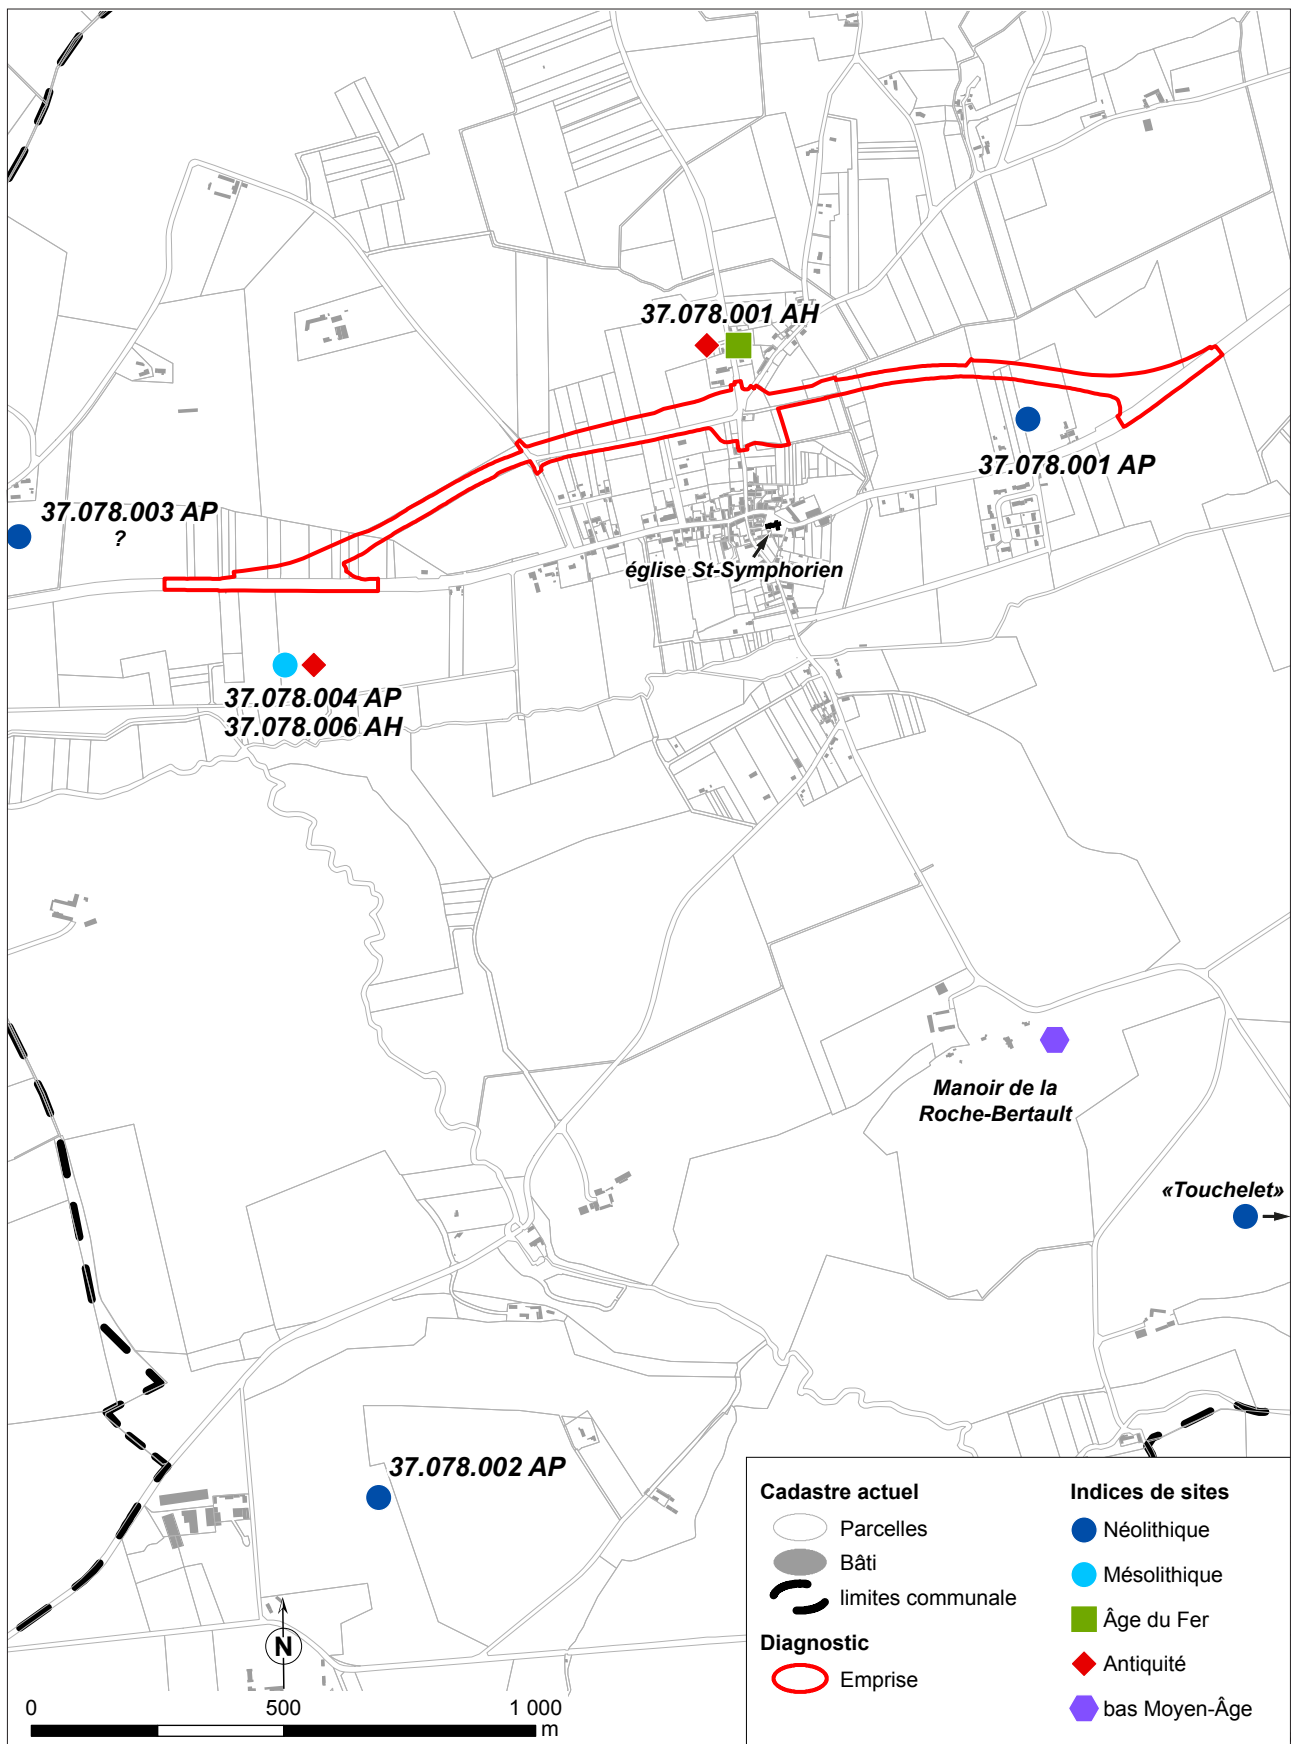 37.078.001 AH
37.078.001 AP
37.078.003 AP
?
église St-Symphorien
37.078.004 AP
37.078.006 AH
Manoir de la
Roche-Bertault
«Touchelet»
37.078.002 AP
Cadastre actuel
Parcelles
Bâti
limites communale
Diagnostic
Emprise
Indices de sites
Néolithique
Mésolithique
Âge du Fer
Antiquité
bas Moyen-Âge
N
0 500 1 000
m